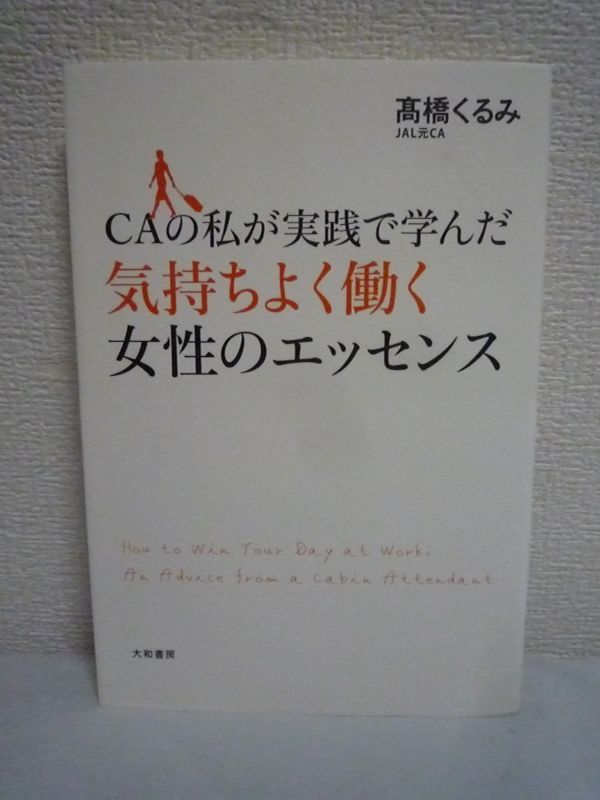 髙橋くるみ
JAL元CA
CAの私が実践で学んだ
気持ちよく働く
女性のエッセンス
How to Win Your Day at Work:
An Advice from a Cabin Attendant
大和書房